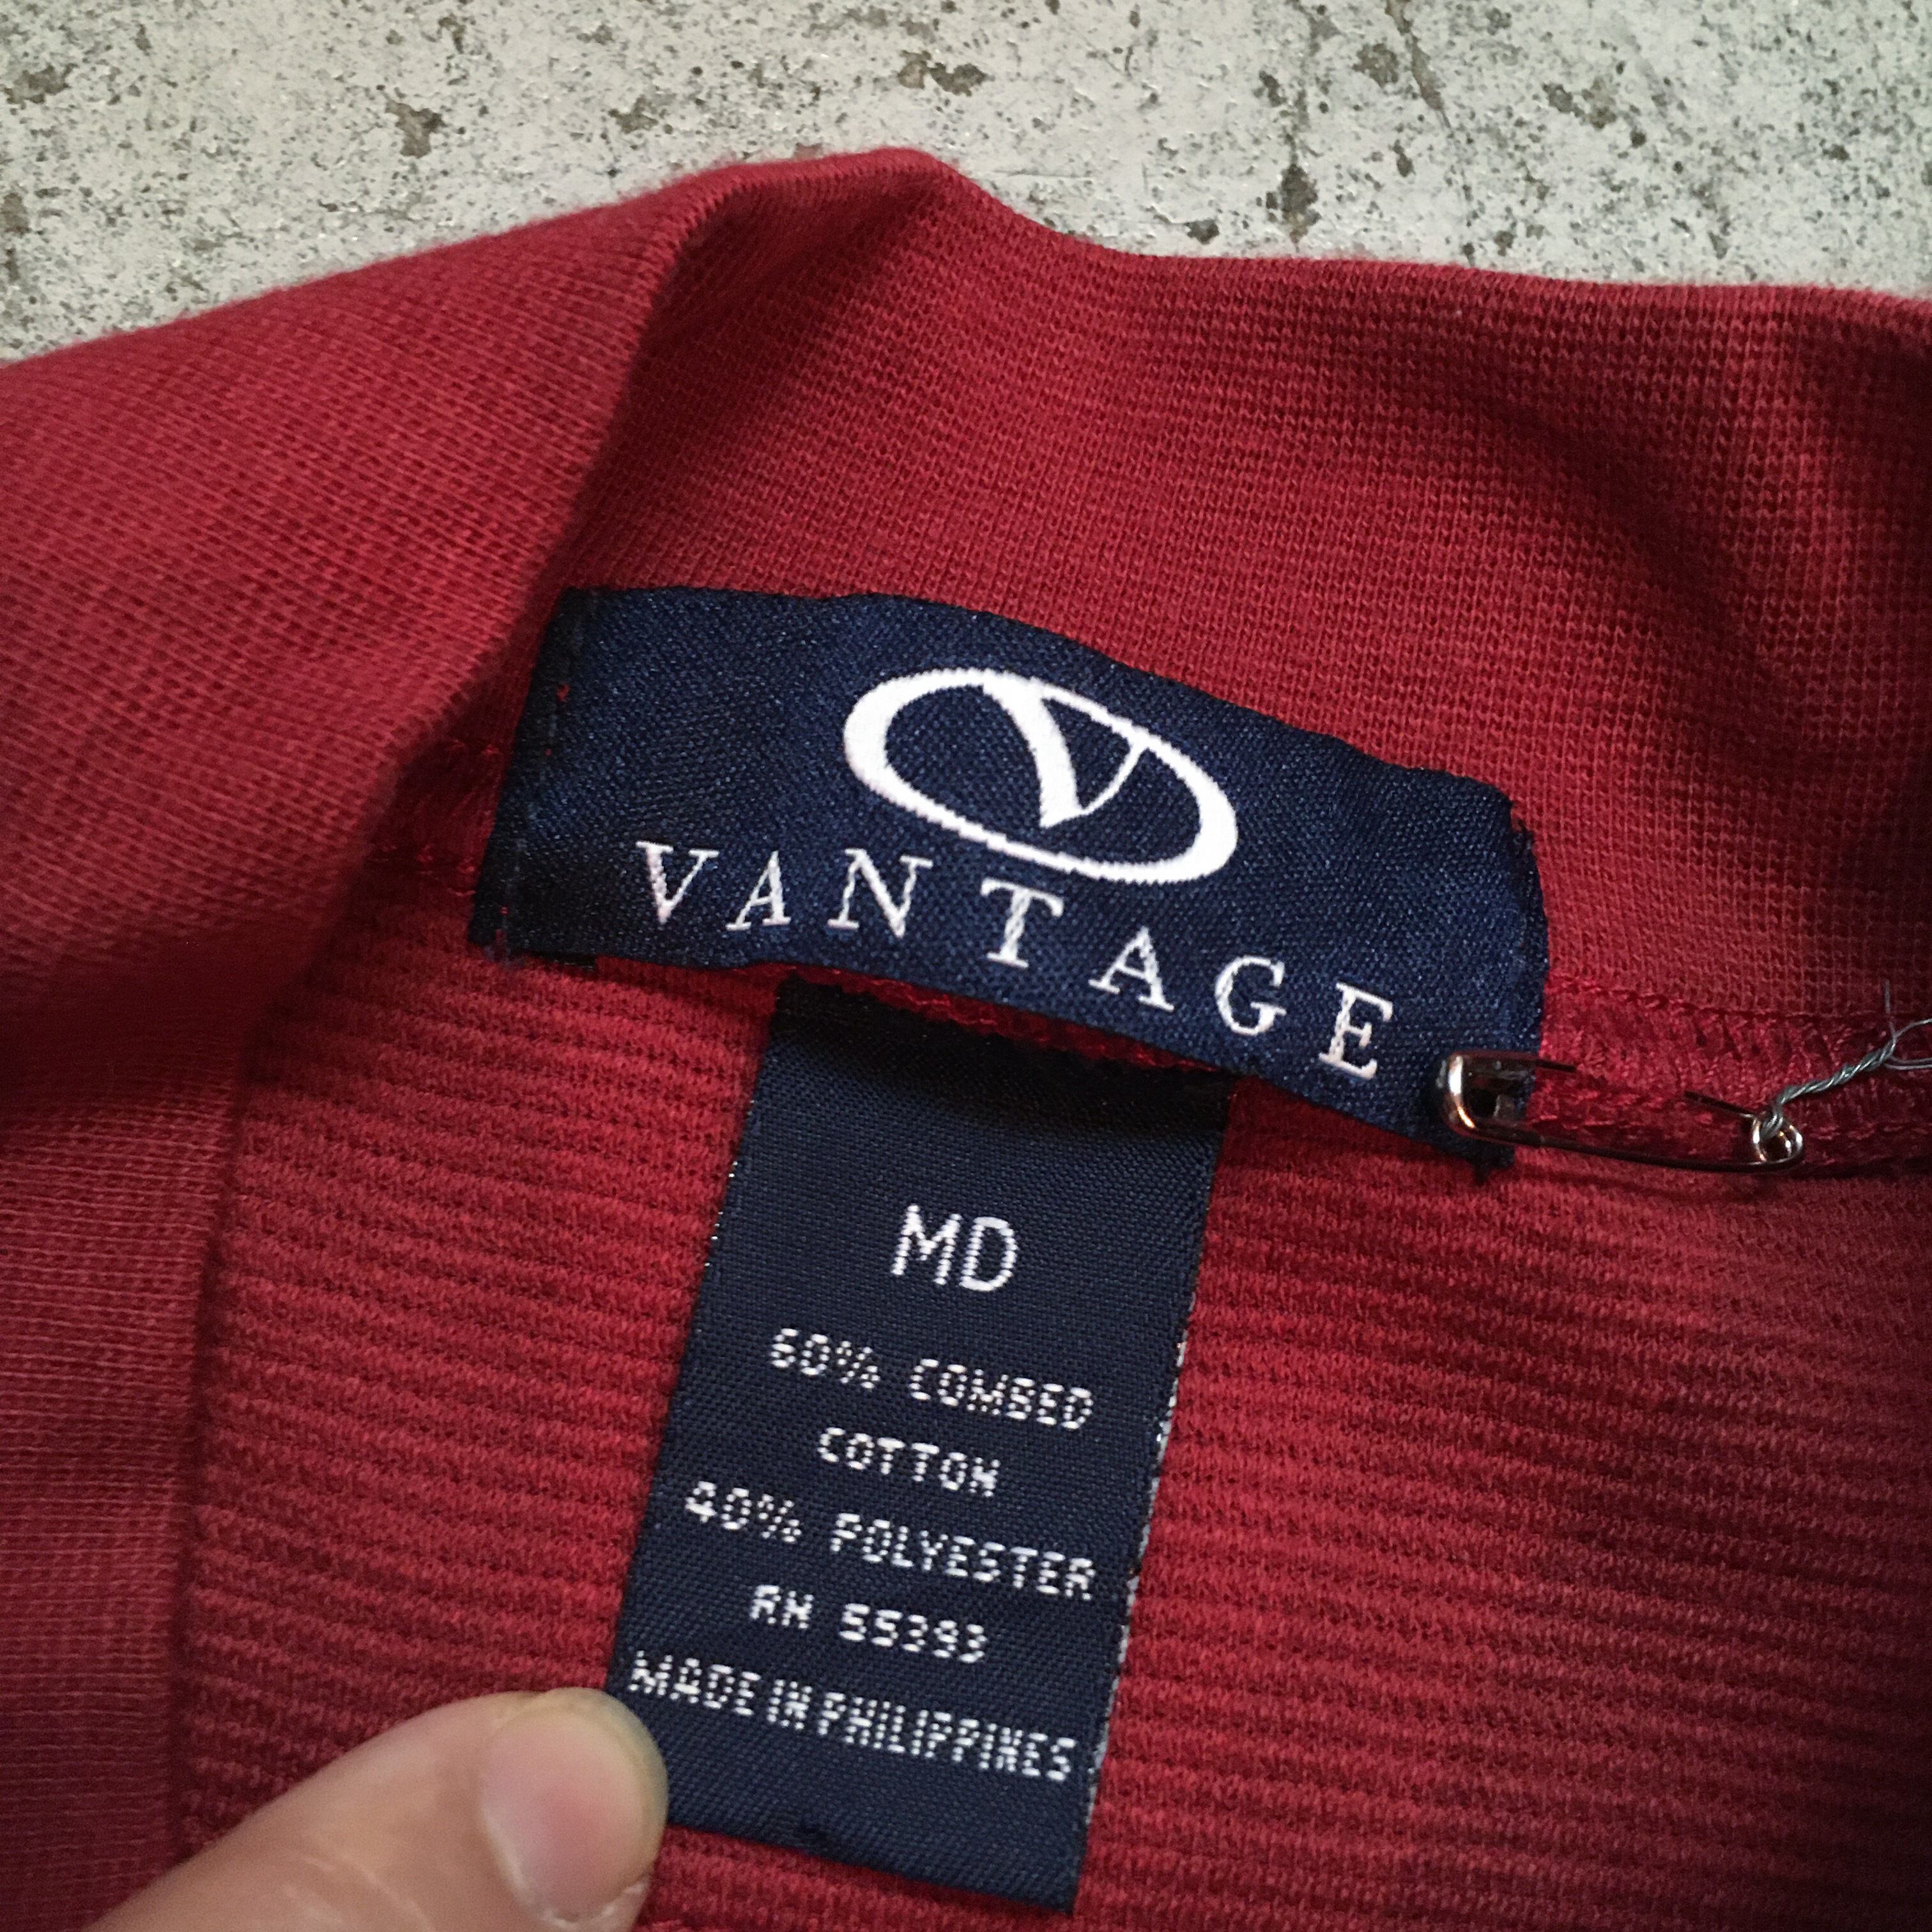 V
VANTAGE
MD
60% COMBED
COTTON
40% POLYESTER
RN 55393
MADE IN PHILIPPINES